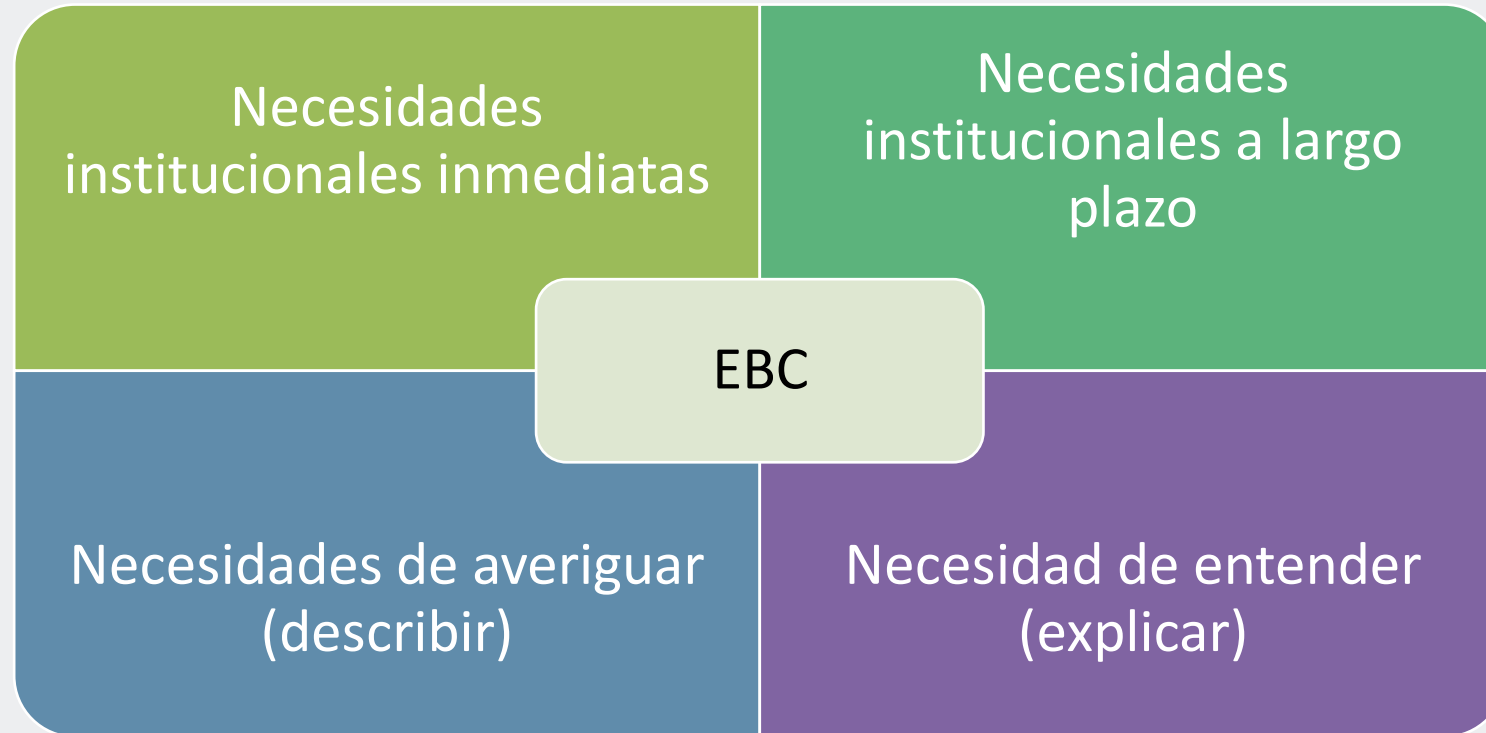 Necesidades
institucionales inmediatas
Necesidades
institucionales a largo
plazo
EBC
Necesidades de averiguar
(describir)
Necesidad de entender
(explicar)